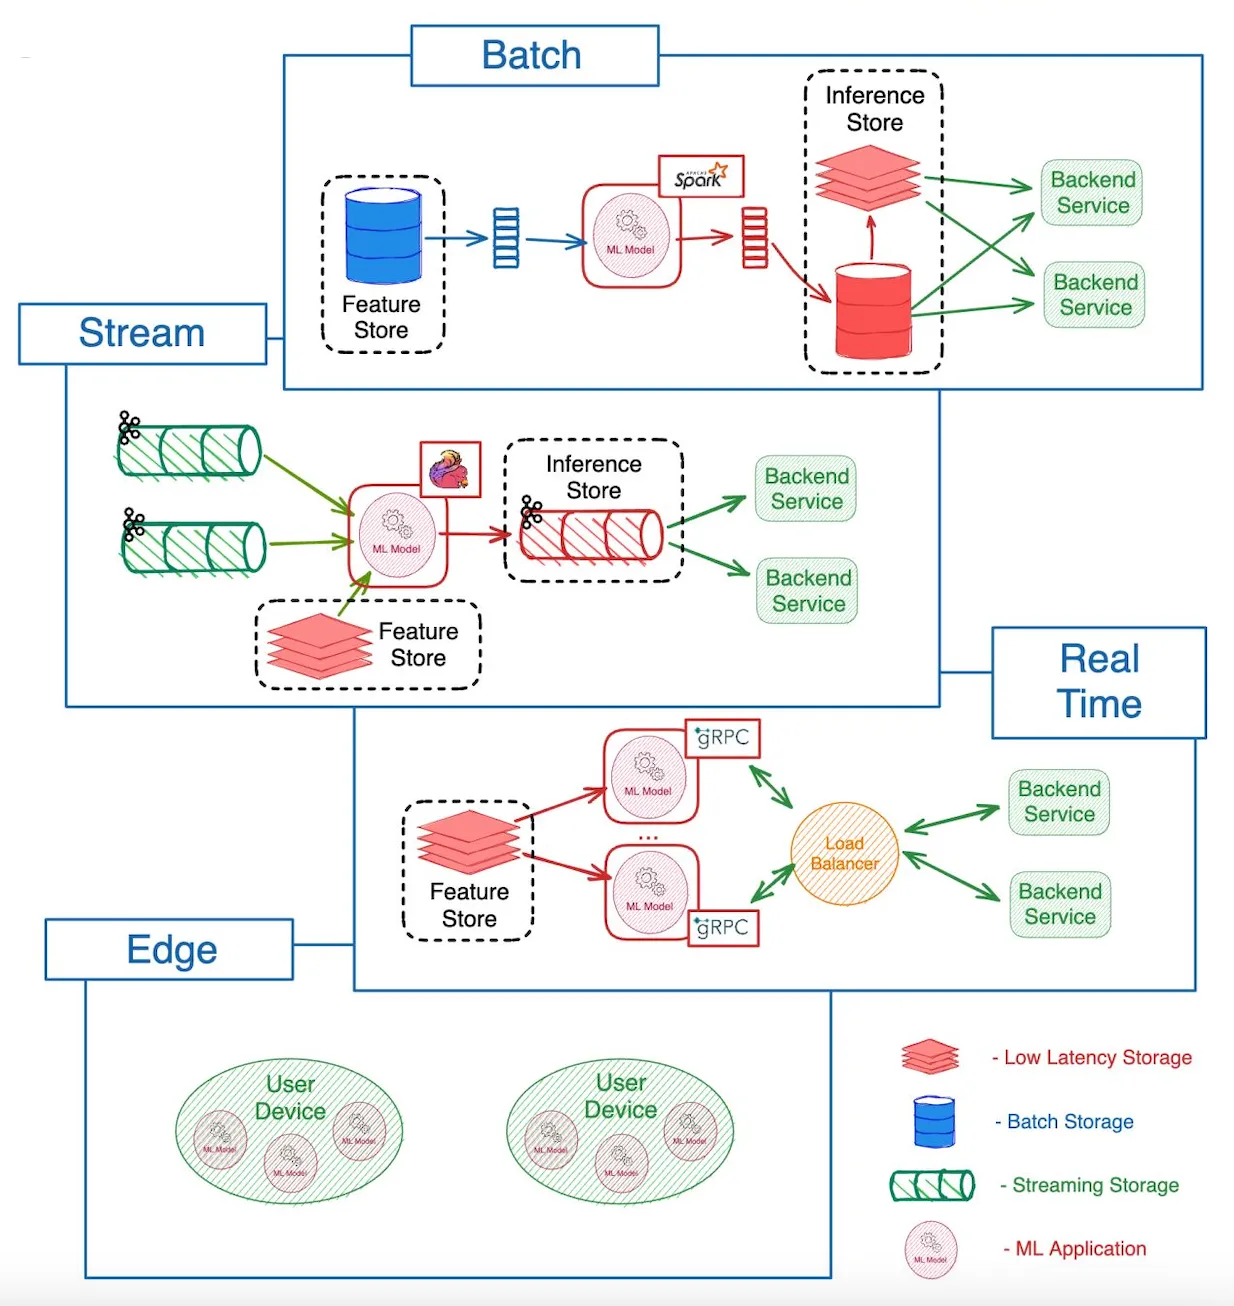 Batch
Inference
Store
APACHE
Spark
ML Model
Feature
Store
Backend
Service
Backend
Service
Stream
Inference
Store
ML Model
Feature
Store
Backend
Service
Backend
Service
Real
Time
gRPC
ML Model
...
ML Model
gRPC
Feature
Store
Load
Balancer
Backend
Service
Backend
Service
Edge
User
Device
ML Model
ML Model
ML Model
User
Device
ML Model
ML Model
ML Model
- Low Latency Storage
- Batch Storage
- Streaming Storage
- ML Application
ML Model